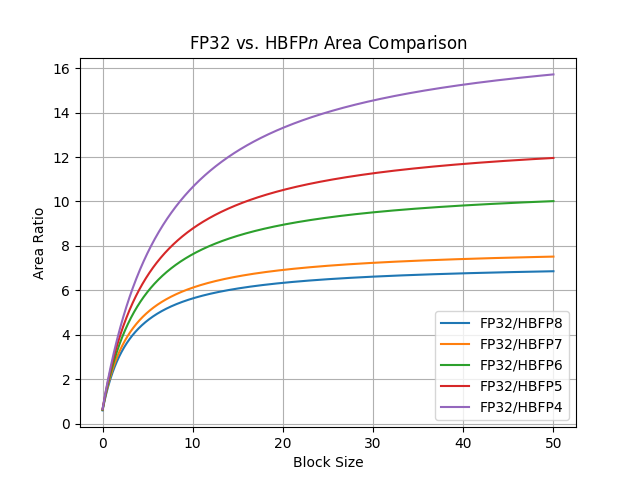 FP32 vs. HBFPn Area Comparison
16
14
12
10
8
6
4
2
0
Area Ratio
0 10 20 30 40 50
Block Size
FP32/HBFP8
FP32/HBFP7
FP32/HBFP6
FP32/HBFP5
FP32/HBFP4